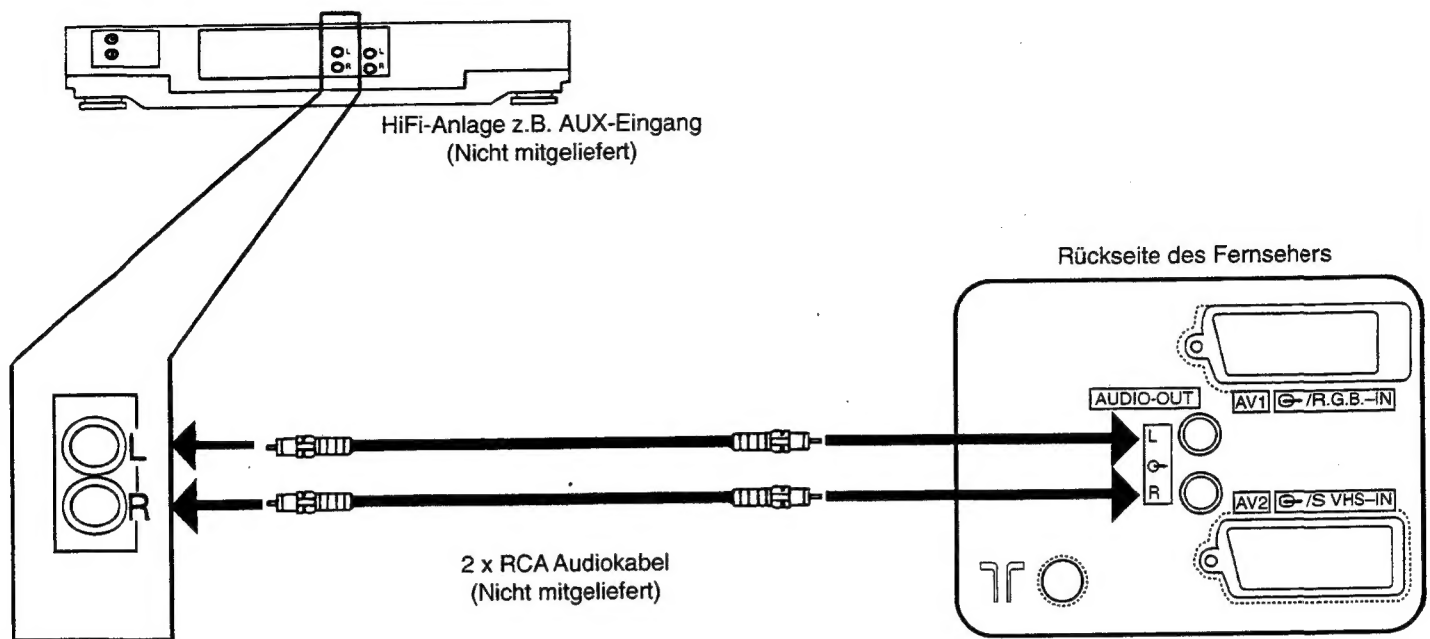 L L
R R
HiFi-Anlage z.B. AUX-Eingang
(Nicht mitgeliefert)
Rückseite des Fernsehers
AUDIO-OUT
AV1 /R.G.B.–IN
L
R
L
R
AV2 /S VHS–IN
2 x RCA Audiokabel
(Nicht mitgeliefert)